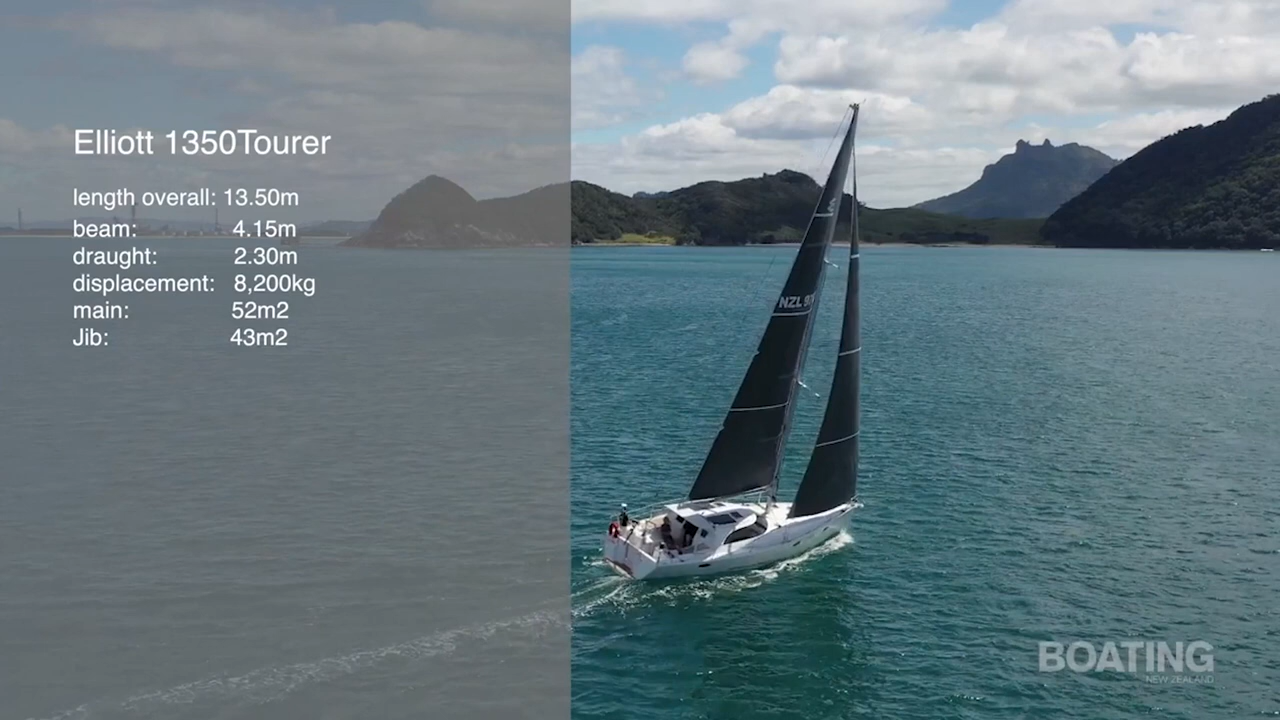 Elliott 1350Tourer
length overall: 13.50m
beam: 4.15m
draught: 2.30m
displacement: 8,200kg
main: 52m2
Jib: 43m2
NZL
BOATING
NEW ZEALAND